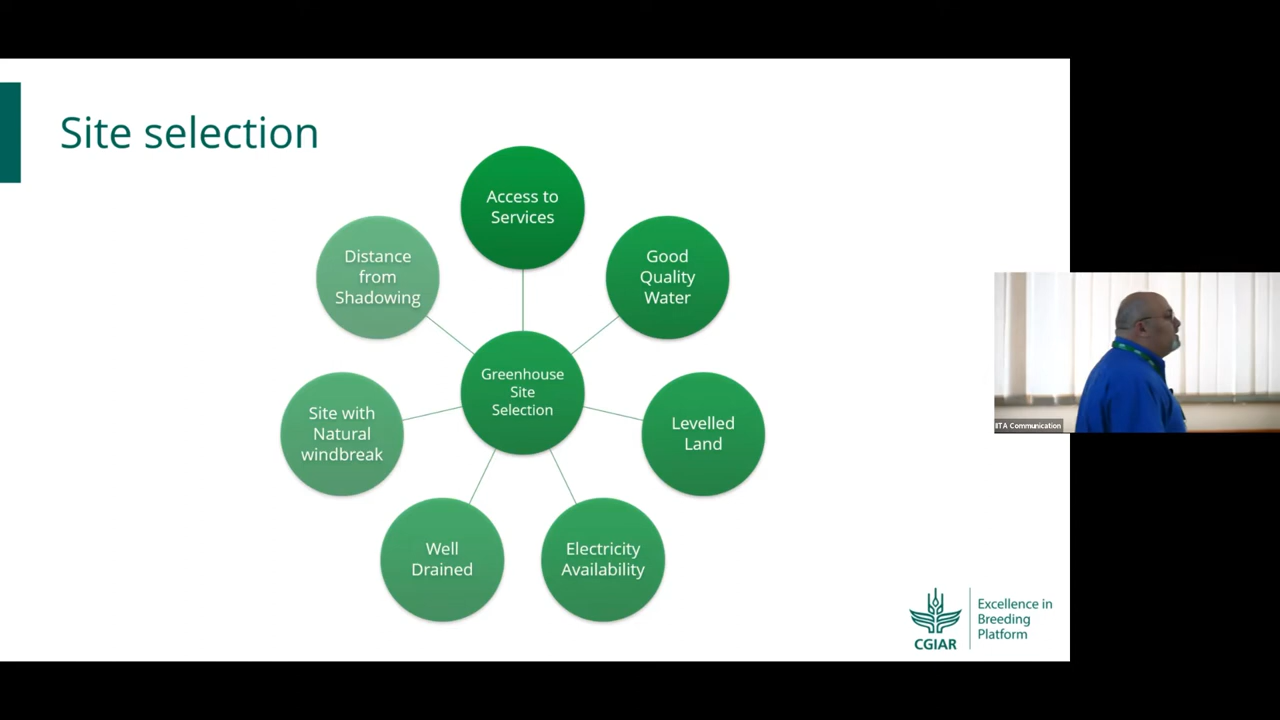 Site selection
Access to
Services
Good
Quality
Water
Levelled
Land
Electricity
Availability
Well
Drained
Site with
Natural
windbreak
Distance
from
Shadowing
Greenhouse
Site
Selection
IITA Communication
CGIAR
Excellence in
Breeding
Platform